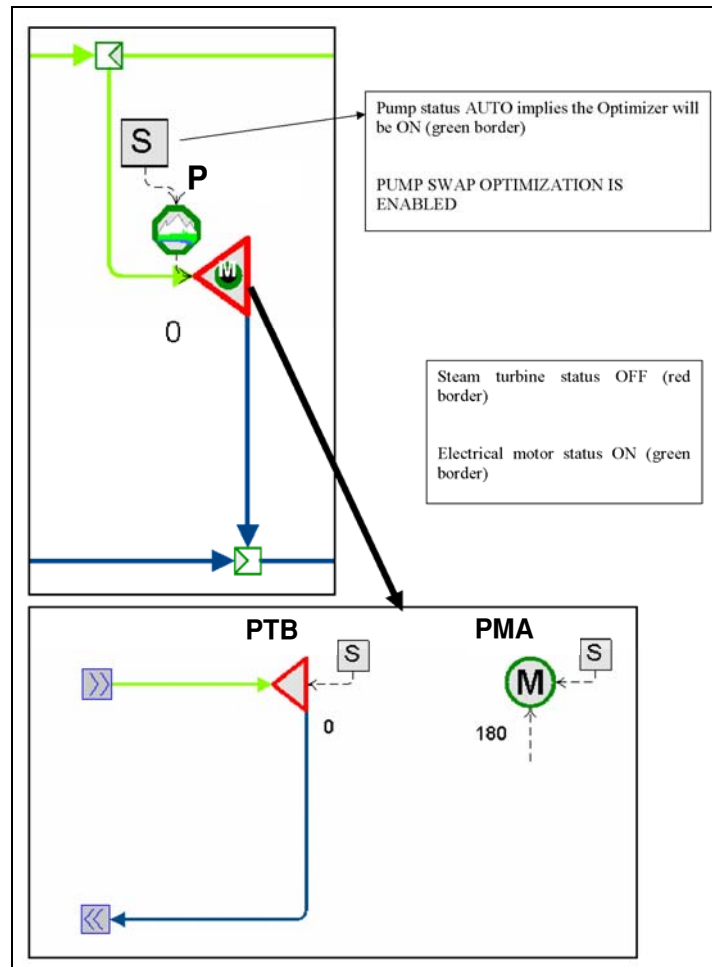 Pump status AUTO implies the Optimizer will
be ON (green border)
PUMP SWAP OPTIMIZATION IS
ENABLED
S
P
M
0
Steam turbine status OFF (red
border)
Electrical motor status ON (green
border)
PTB
PMA
S
S
M
0
180